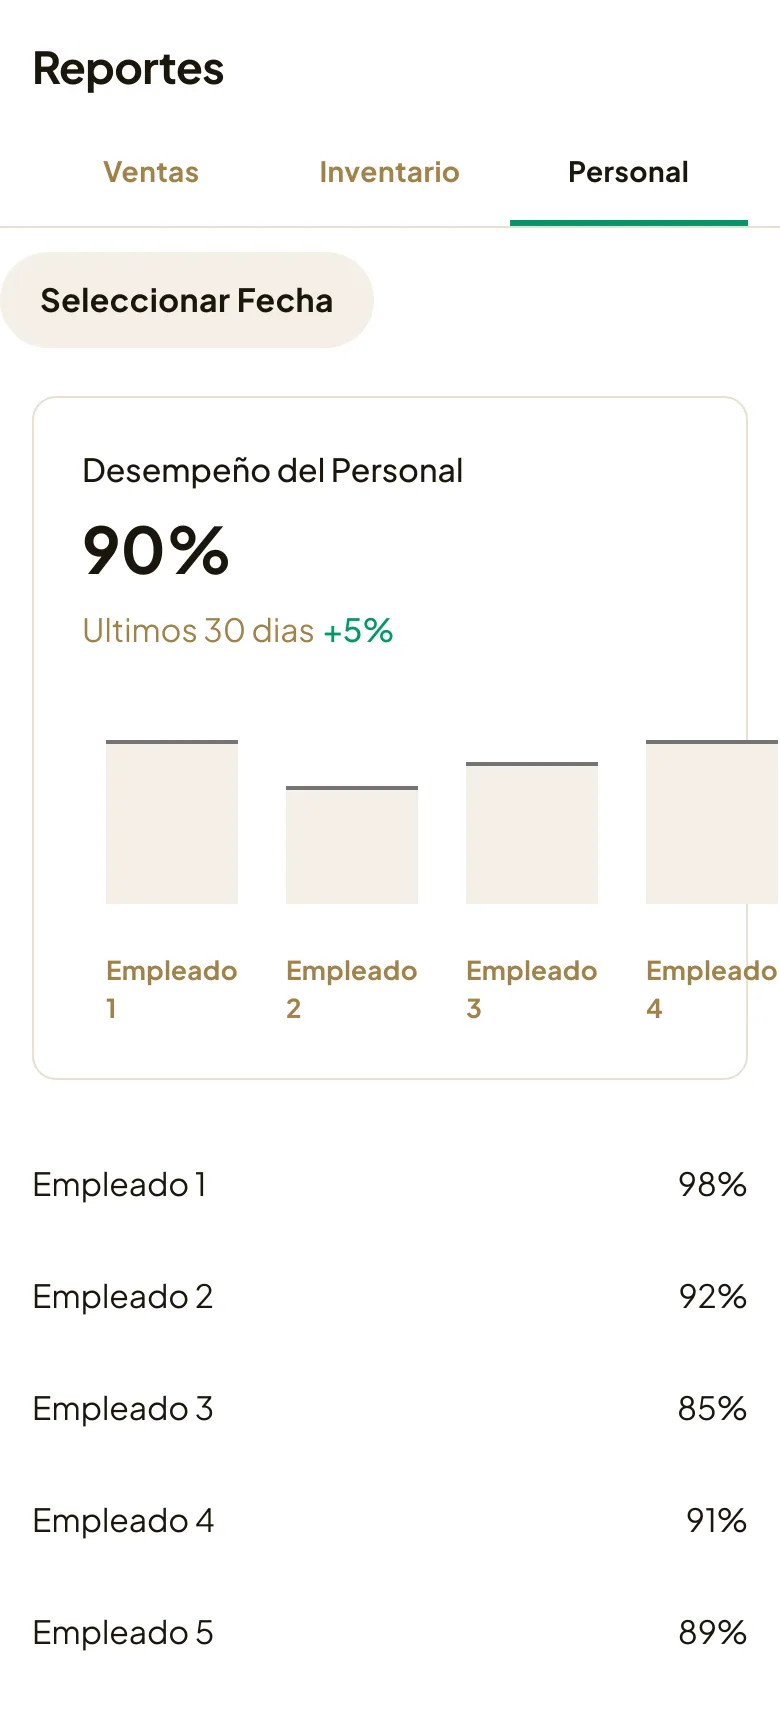 Reportes
Ventas Inventario Personal
Seleccionar Fecha
Desempeño del Personal
90%
Ultimos 30 dias +5%
Empleado 1 Empleado 2 Empleado 3 Empleado 4
Empleado 1 98%
Empleado 2 92%
Empleado 3 85%
Empleado 4 91%
Empleado 5 89%